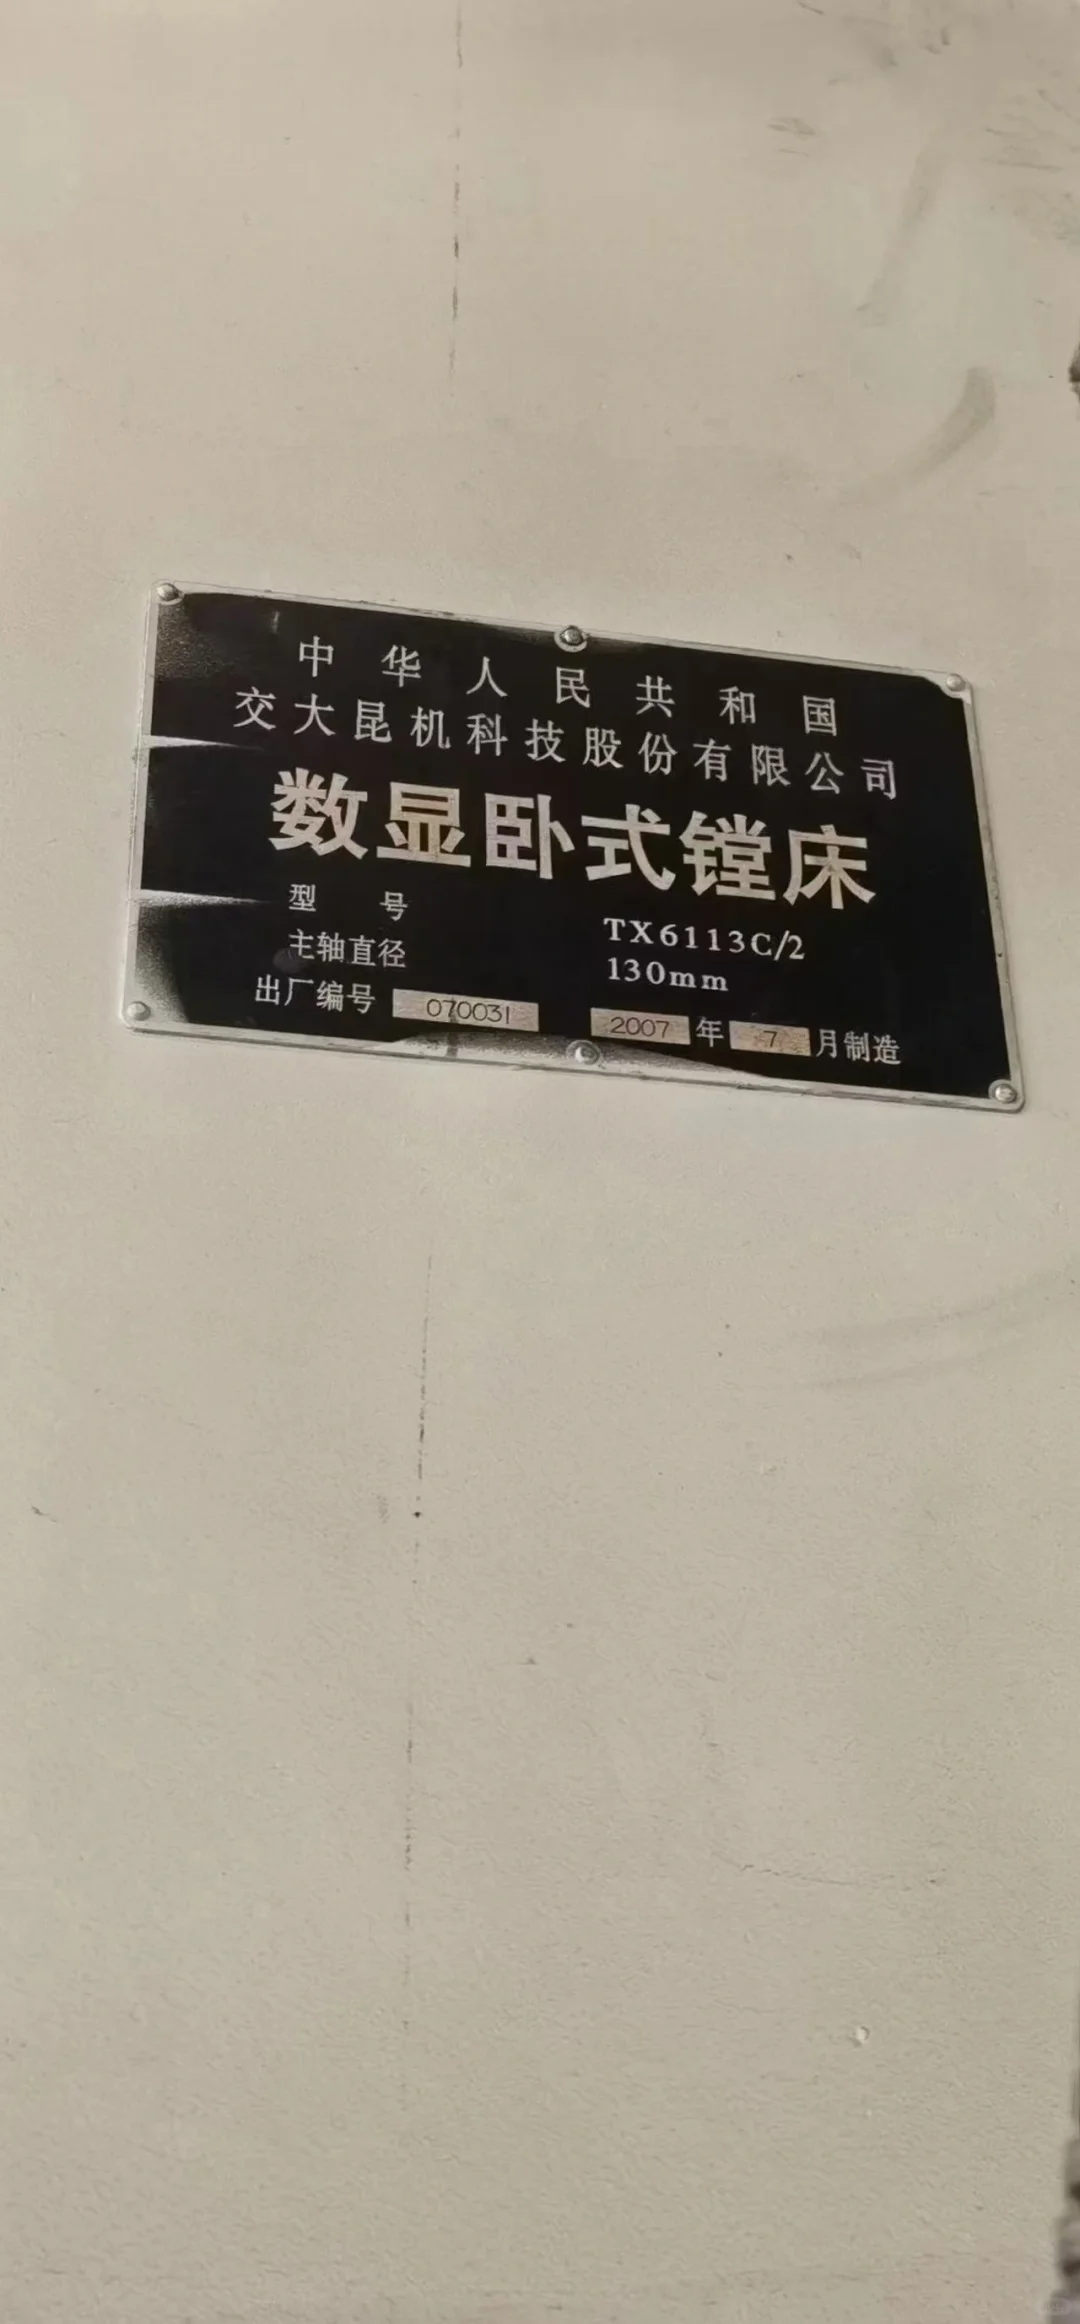 中华人民共和国
交大昆机科技股份有限公司
数显卧式镗床
型 号 TX6113C/2
主轴直径 130mm
出厂编号 070031 2007 年 7 月制造